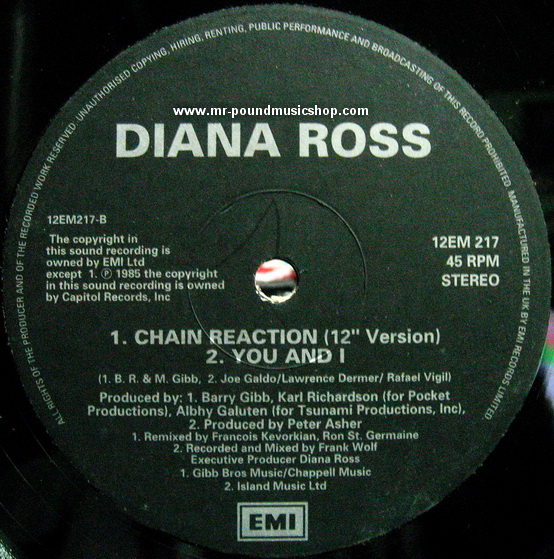 ALL RIGHTS OF THE PRODUCER AND OF THE RECORDED WORK RESERVED. UNAUTHORISED COPYING, HIRING, RENTING, PUBLIC PERFORMANCE AND BROADCASTING OF THIS RECORD PROHIBITED. MANUFACTURED IN THE UK BY EMI RECORDS LIMITED.
www.mr-poundmusicshop.com
DIANA ROSS
12EM217-B
The copyright in
this sound recording is
owned by EMI Ltd
except 1. ℗ 1985 the copyright
in this sound recording is owned
by Capitol Records, Inc
12EM 217
45 RPM
STEREO
1. CHAIN REACTION (12" Version)
2. YOU AND I
(1. B. R. & M. Gibb, 2. Joe Galdo/Lawrence Dermer/ Rafael Vigil)
Produced by: 1. Barry Gibb, Karl Richardson (for Pocket
Productions), Albhy Galuten (for Tsunami Productions, Inc),
2. Produced by Peter Asher
1. Remixed by Francois Kevorkian, Ron St. Germaine
2. Recorded and Mixed by Frank Wolf
Executive Producer Diana Ross
1. Gibb Bros Music/Chappell Music
2. Island Music Ltd
EMI